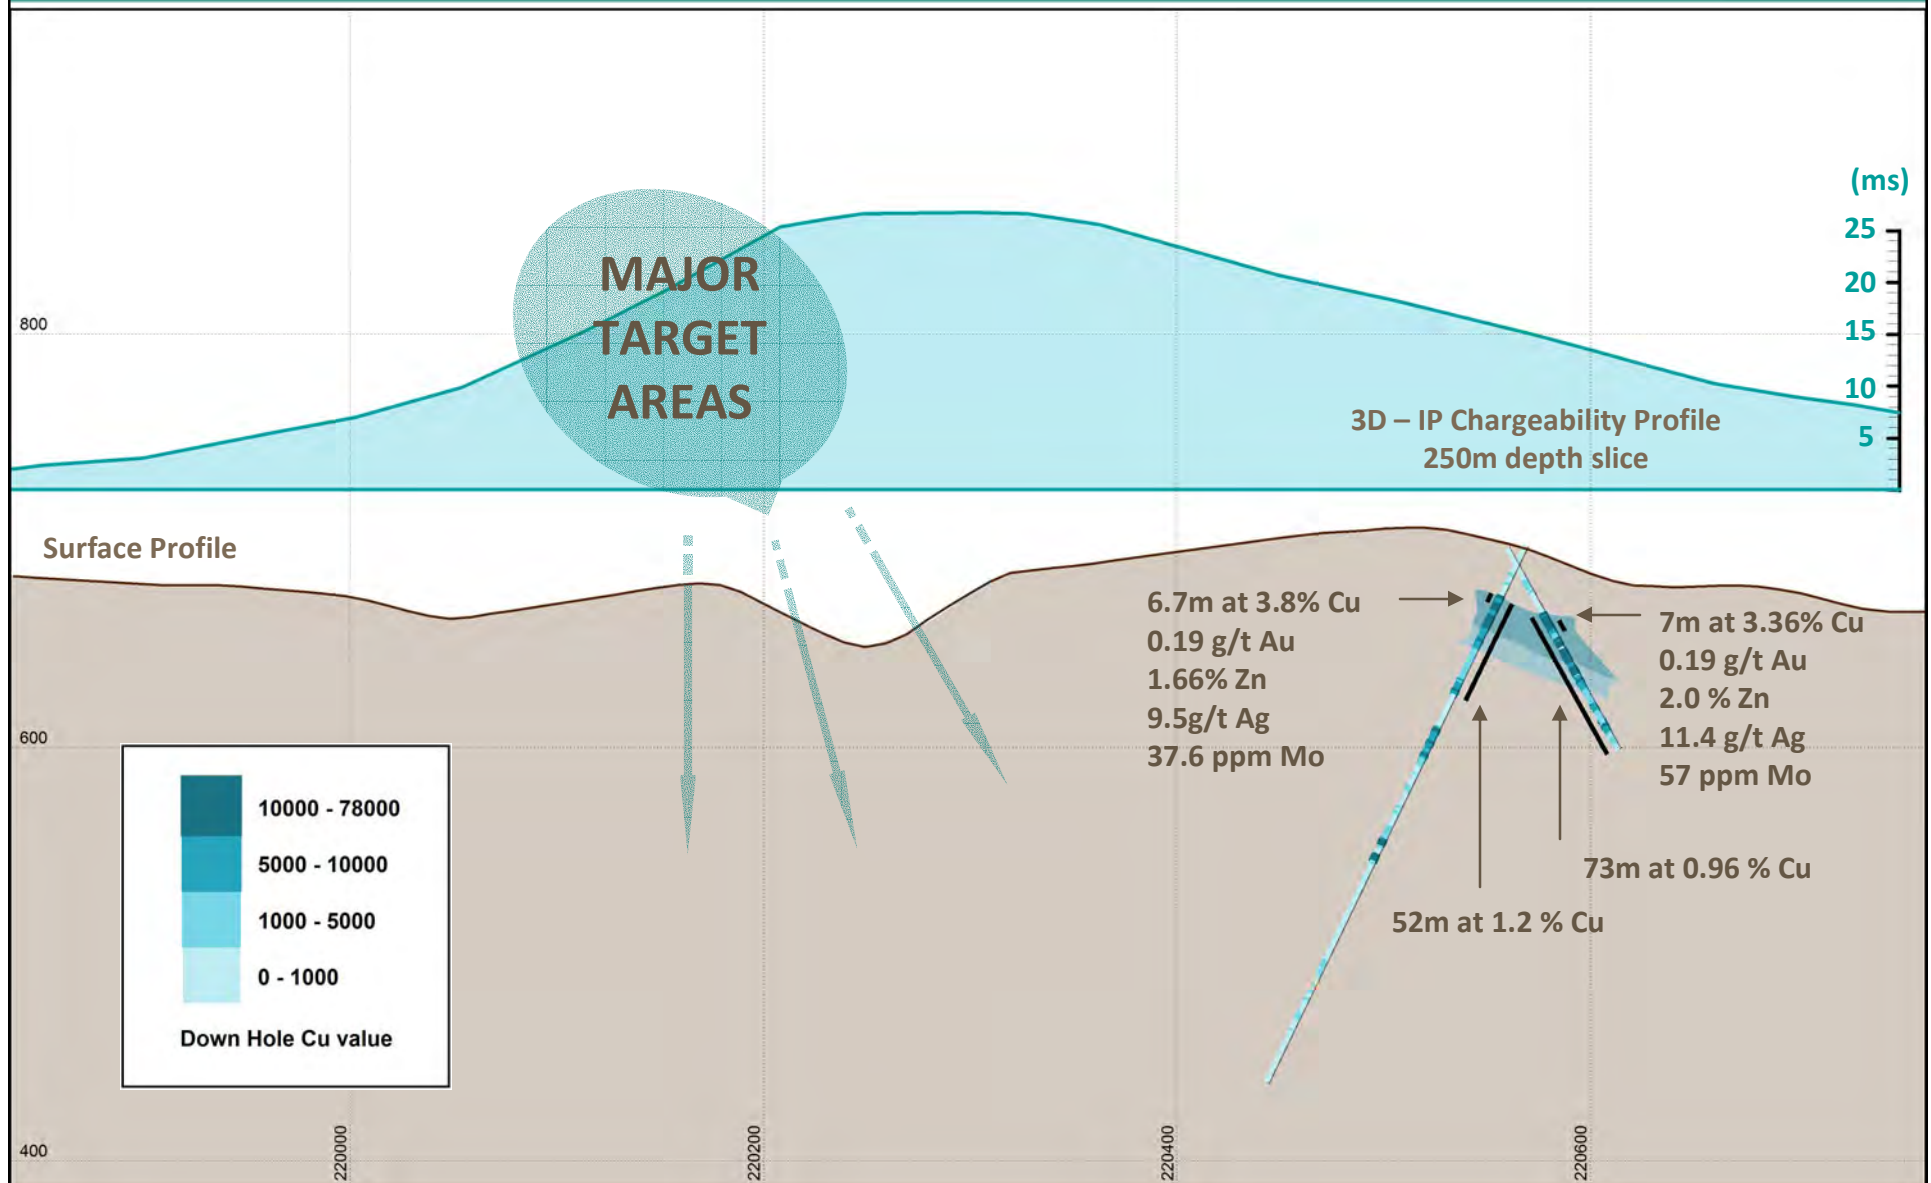 (ms)
25
20
15
10
5
MAJOR
TARGET
AREAS
800
3D – IP Chargeability Profile
250m depth slice
Surface Profile
6.7m at 3.8% Cu
0.19 g/t Au
1.66% Zn
9.5g/t Ag
37.6 ppm Mo
7m at 3.36% Cu
0.19 g/t Au
2.0 % Zn
11.4 g/t Ag
57 ppm Mo
600
10000 - 78000
5000 - 10000
1000 - 5000
0 - 1000
Down Hole Cu value
73m at 0.96 % Cu
52m at 1.2 % Cu
400
220000
220200
220400
220600